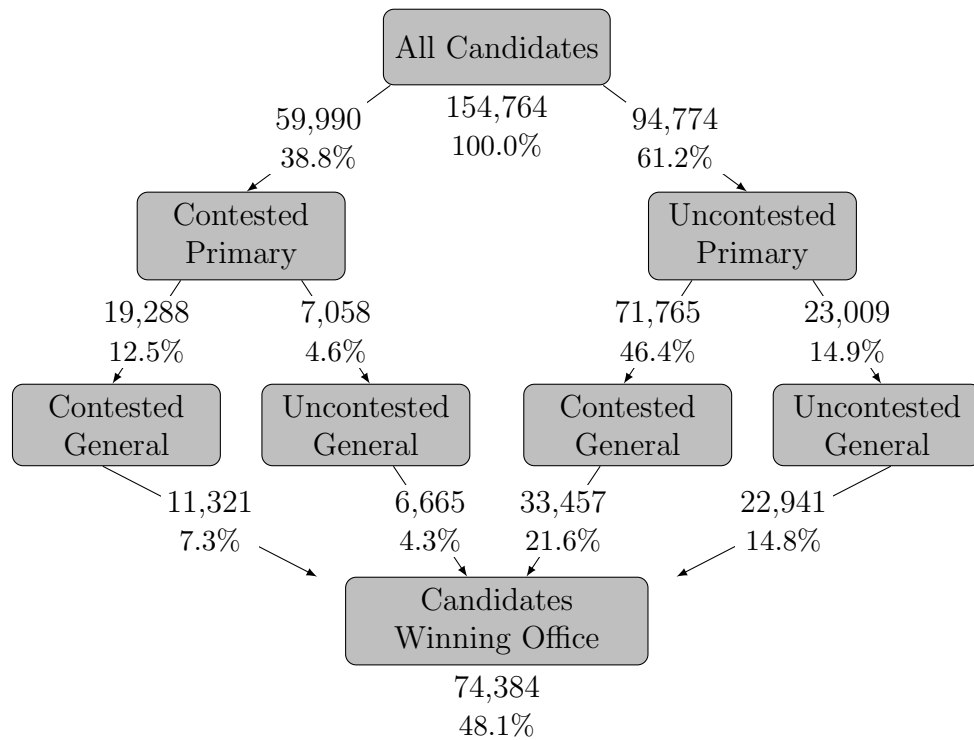 All Candidates
154,764
100.0%
59,990
38.8%
94,774
61.2%
Contested
Primary
Uncontested
Primary
19,288
12.5%
7,058
4.6%
71,765
46.4%
23,009
14.9%
Contested
General
Uncontested
General
Contested
General
Uncontested
General
11,321
7.3%
6,665
4.3%
33,457
21.6%
22,941
14.8%
Candidates
Winning Office
74,384
48.1%